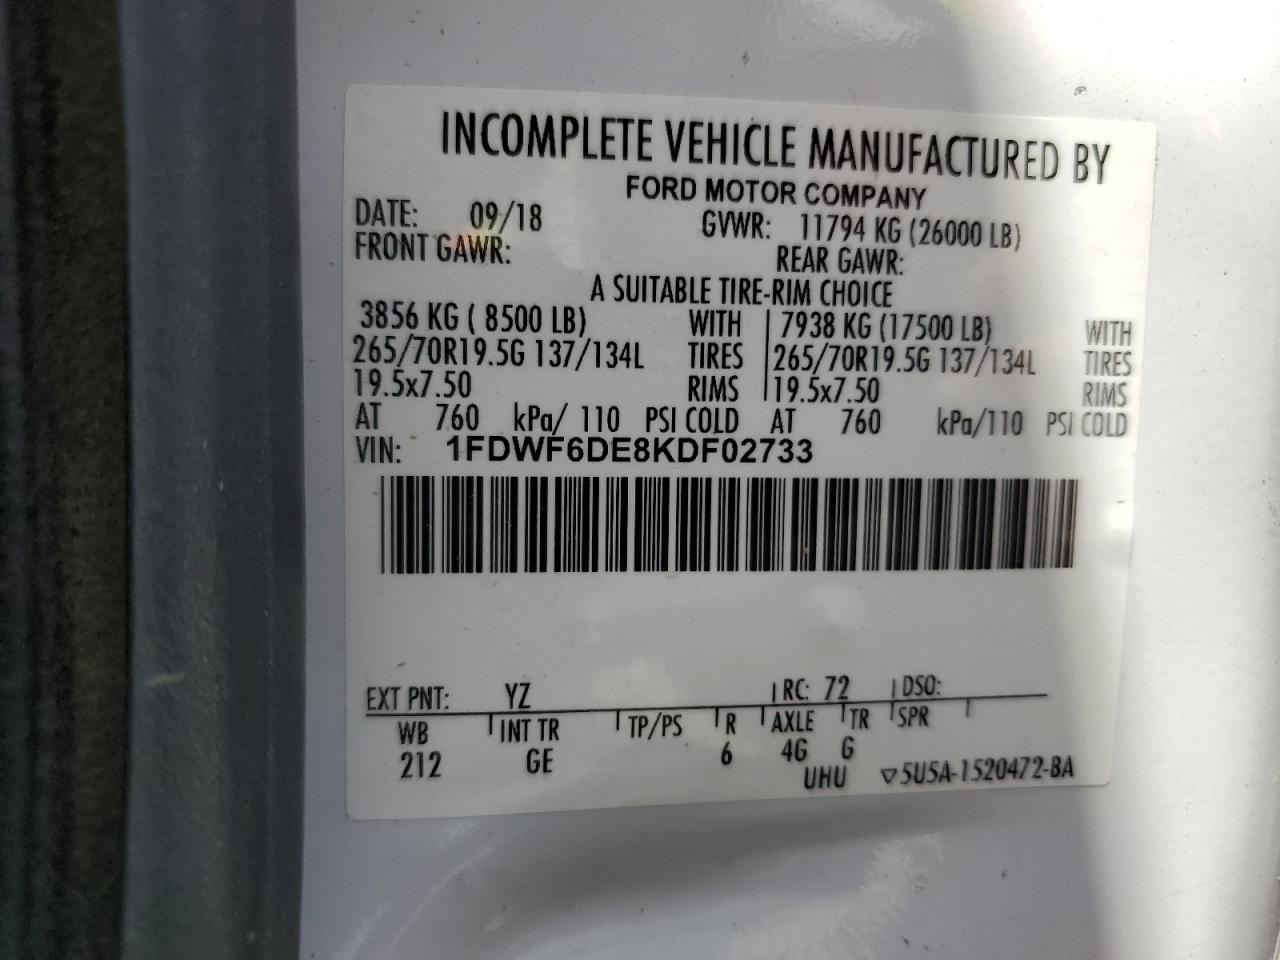 INCOMPLETE VEHICLE MANUFACTURED BY
FORD MOTOR COMPANY
DATE: 09/18 GVWR: 11794 KG (26000 LB)
FRONT GAWR: REAR GAWR:
A SUITABLE TIRE-RIM CHOICE
3856 KG ( 8500 LB) WITH 7938 KG (17500 LB) WITH
265/70R19.5G 137/134L TIRES 265/70R19.5G 137/134L TIRES
19.5x7.50 RIMS 19.5x7.50 RIMS
AT 760 kPa/ 110 PSI COLD AT 760 kPa/110 PSI COLD
VIN: 1FDWF6DE8KDF02733
EXT PNT: YZ RC: 72 DSO:
WB INT TR TP/PS R AXLE TR SPR
212 GE 6 4G G
UHU ▽5U5A-1520472-BA